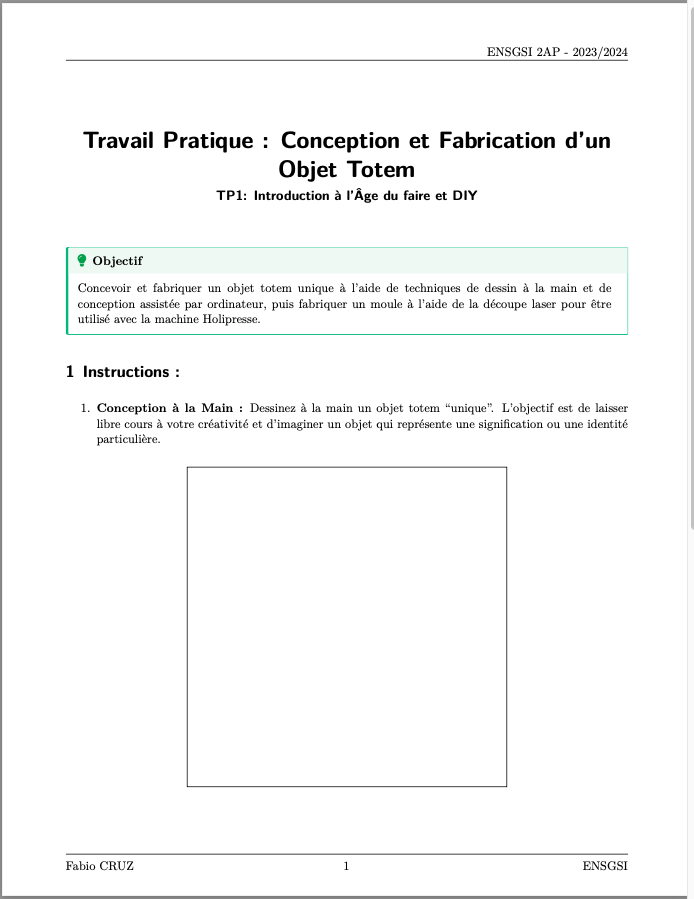 ENSGSI 2AP - 2023/2024
Travail Pratique : Conception et Fabrication d'un
Objet Totem
TP1: Introduction à l'Âge du faire et DIY
Objectif
Concevoir et fabriquer un objet totem unique à l'aide de techniques de dessin à la main et de
conception assistée par ordinateur, puis fabriquer un moule à l'aide de la découpe laser pour être
utilisé avec la machine Holipresse.
1 Instructions :
1. Conception à la Main : Dessinez à la main un objet totem “unique”. L'objectif est de laisser
libre cours à votre créativité et d'imaginer un objet qui représente une signification ou une identité
particulière.
Fabio CRUZ 1 ENSGSI